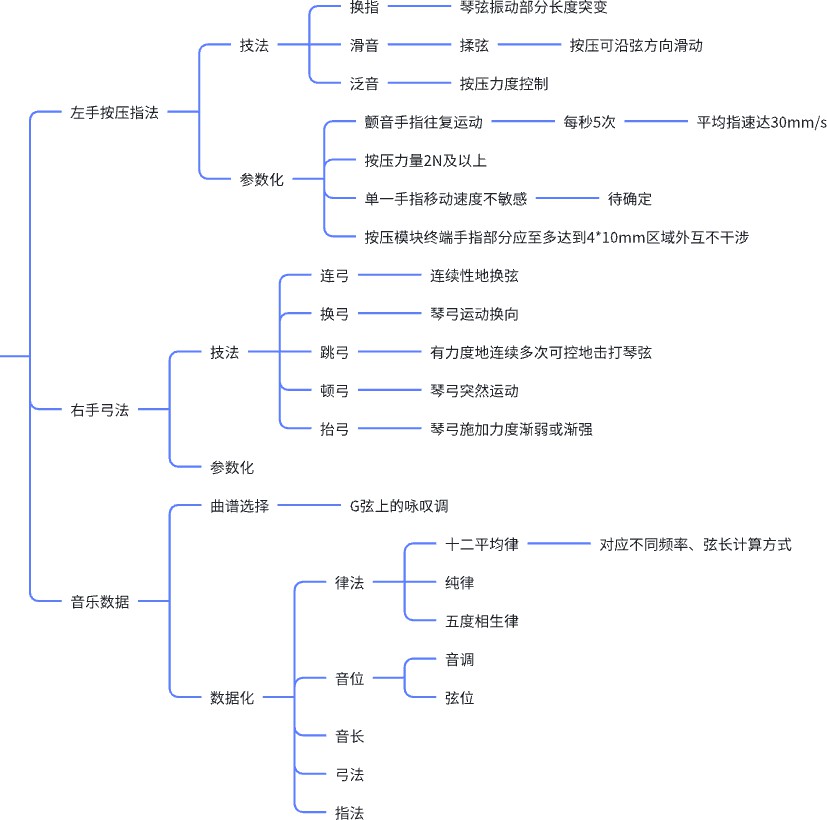 换指
琴弦振动部分长度突变
技法
滑音
揉弦
按压可沿弦方向滑动
泛音
按压力度控制
左手按压指法
颤音手指往复运动
每秒5次
平均指速达30mm/s
按压力量2N及以上
参数化
单一手指移动速度不敏感
待确定
按压模块终端手指部分应至多达到4*10mm区域外互不干涉
连弓
连续性地换弦
换弓
琴弓运动换向
技法
跳弓
有力度地连续多次可控地击打琴弦
顿弓
琴弓突然运动
右手弓法
抬弓
琴弓施加力度渐弱或渐强
参数化
曲谱选择
G弦上的咏叹调
十二平均律
对应不同频率、弦长计算方式
律法
纯律
音乐数据
五度相生律
音调
音位
数据化
弦位
音长
弓法
指法